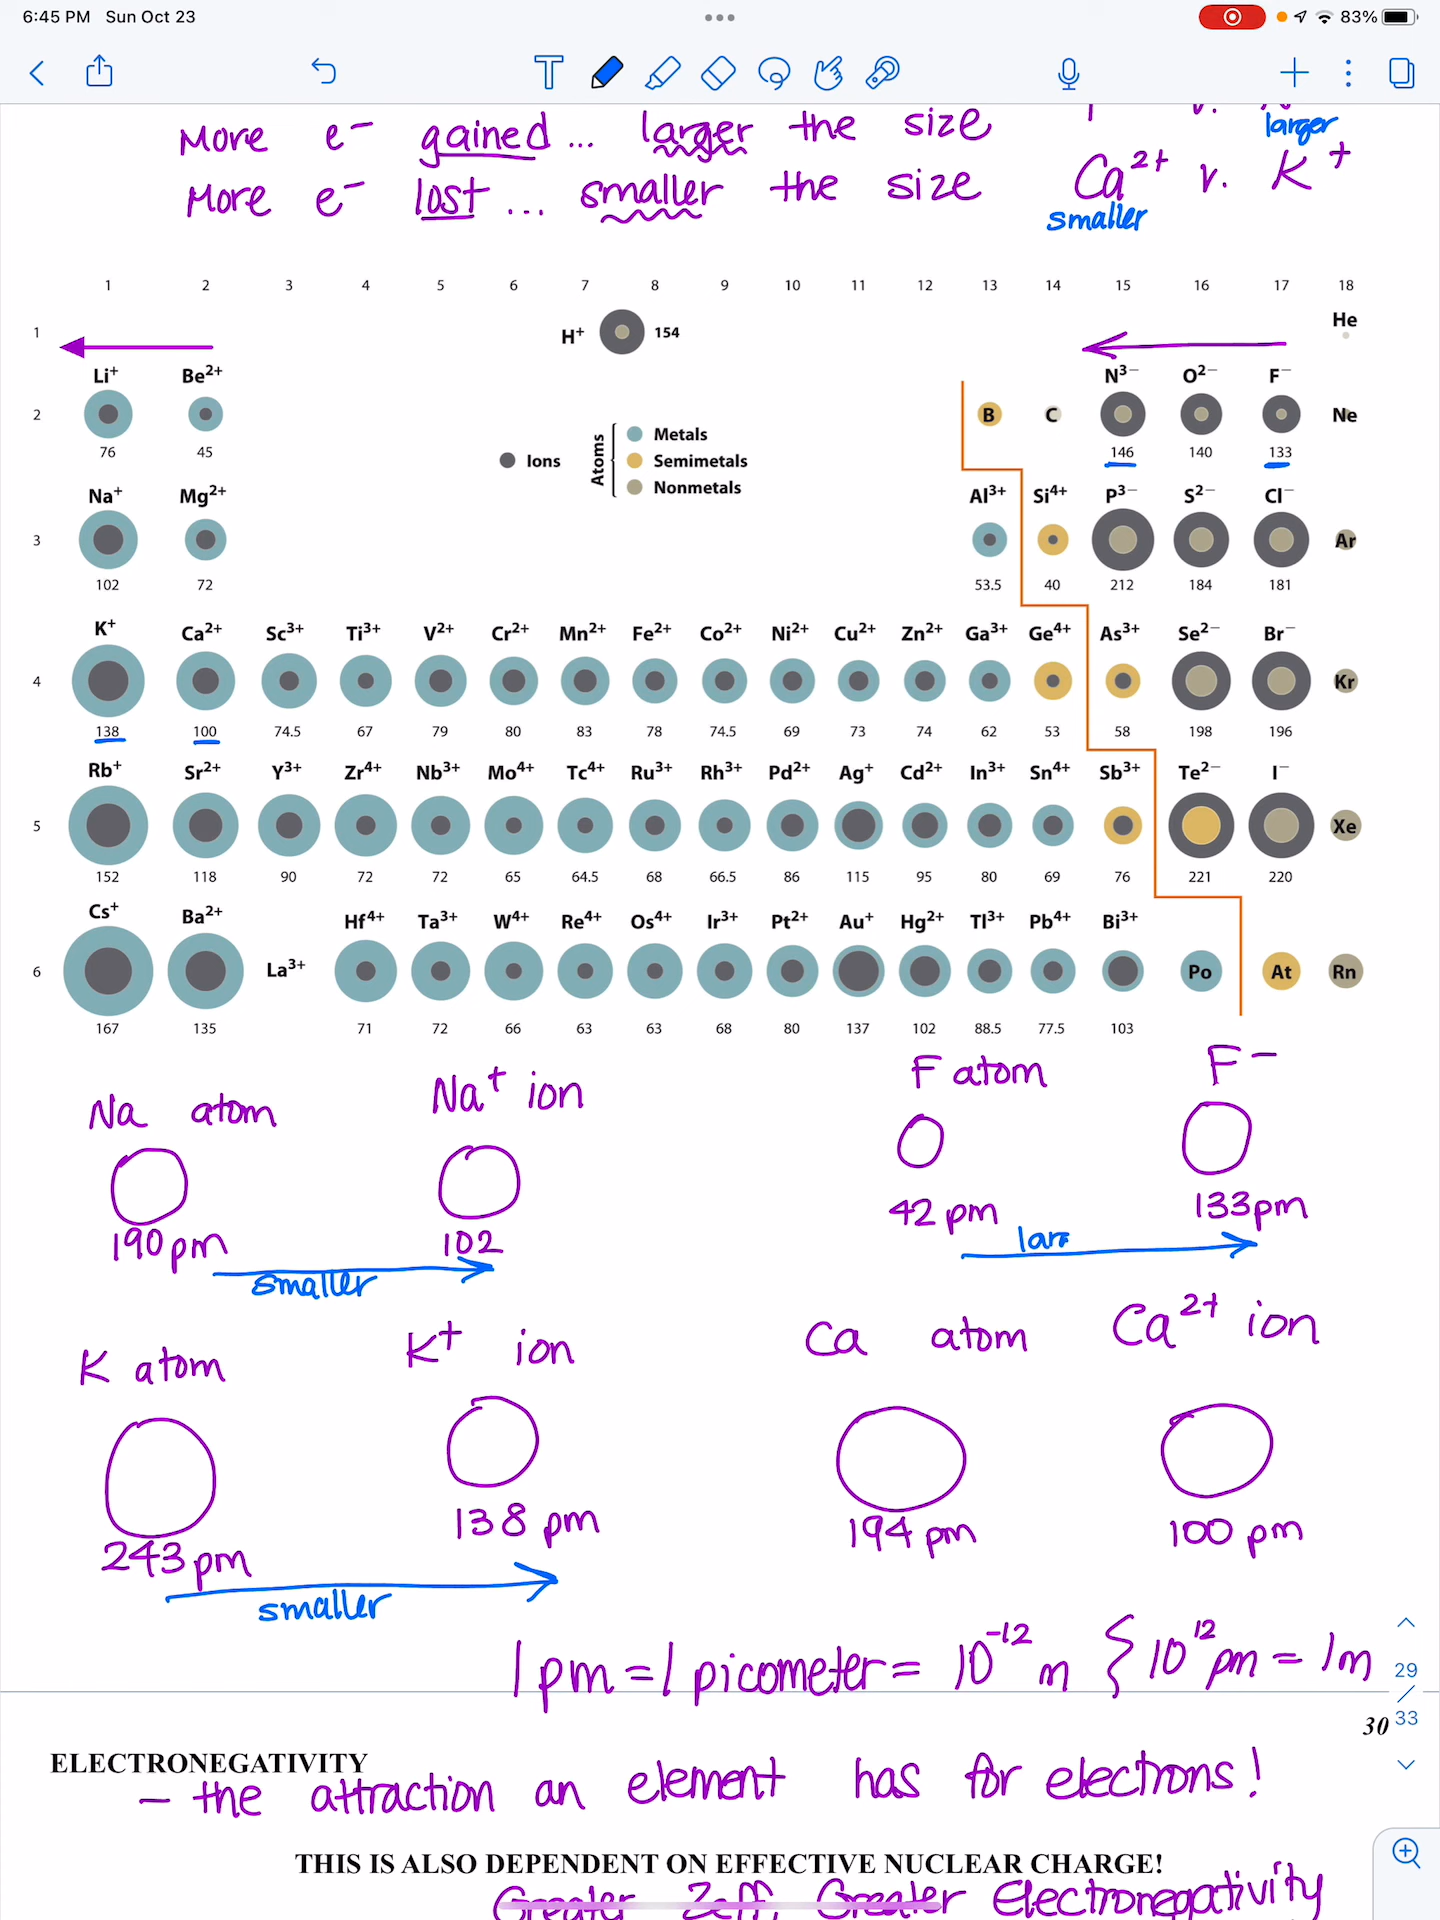 6:45 PM Sun Oct 23
83%
More e⁻ gained ... larger the size v.
larger
More e⁻ lost ... smaller the size Ca²⁺ v. K⁺
smaller
1 2 3 4 5 6 7 8 9 10 11 12 13 14 15 16 17 18
1 H⁺ 154 He
Li⁺ Be²⁺ N³⁻ O²⁻ F⁻
2 B C Ne
76 45 146 140 133
Atoms
Metals
Ions Semimetals
Nonmetals
Na⁺ Mg²⁺ Al³⁺ Si⁴⁺ P³⁻ S²⁻ Cl⁻
3 Ar
102 72 53.5 40 212 184 181
K⁺ Ca²⁺ Sc³⁺ Ti³⁺ V²⁺ Cr²⁺ Mn²⁺ Fe²⁺ Co²⁺ Ni²⁺ Cu²⁺ Zn²⁺ Ga³⁺ Ge⁴⁺ As³⁺ Se²⁻ Br⁻
4 Kr
138 100 74.5 67 79 80 83 78 74.5 69 73 74 62 53 58 198 196
Rb⁺ Sr²⁺ Y³⁺ Zr⁴⁺ Nb³⁺ Mo⁴⁺ Tc⁴⁺ Ru³⁺ Rh³⁺ Pd²⁺ Ag⁺ Cd²⁺ In³⁺ Sn⁴⁺ Sb³⁺ Te²⁻ I⁻
5 Xe
152 118 90 72 72 65 64.5 68 66.5 86 115 95 80 69 76 221 220
Cs⁺ Ba²⁺ Hf⁴⁺ Ta³⁺ W⁴⁺ Re⁴⁺ Os⁴⁺ Ir³⁺ Pt²⁺ Au⁺ Hg²⁺ Tl³⁺ Pb⁴⁺ Bi³⁺
6 La³⁺ Po At Rn
167 135 71 72 66 63 63 68 80 137 102 88.5 77.5 103
Na atom Na⁺ ion F atom F⁻
190 pm 102 42 pm 133 pm
smaller lar
K atom K⁺ ion Ca atom Ca²⁺ ion
243 pm 138 pm 194 pm 100 pm
smaller
1 pm = 1 picometer = 10⁻¹² m { 10¹² pm = 1 m
29
/
33
30
ELECTRONEGATIVITY
- the attraction an element has for electrons!
THIS IS ALSO DEPENDENT ON EFFECTIVE NUCLEAR CHARGE!
Greater Zeff, Greater Electronegativity